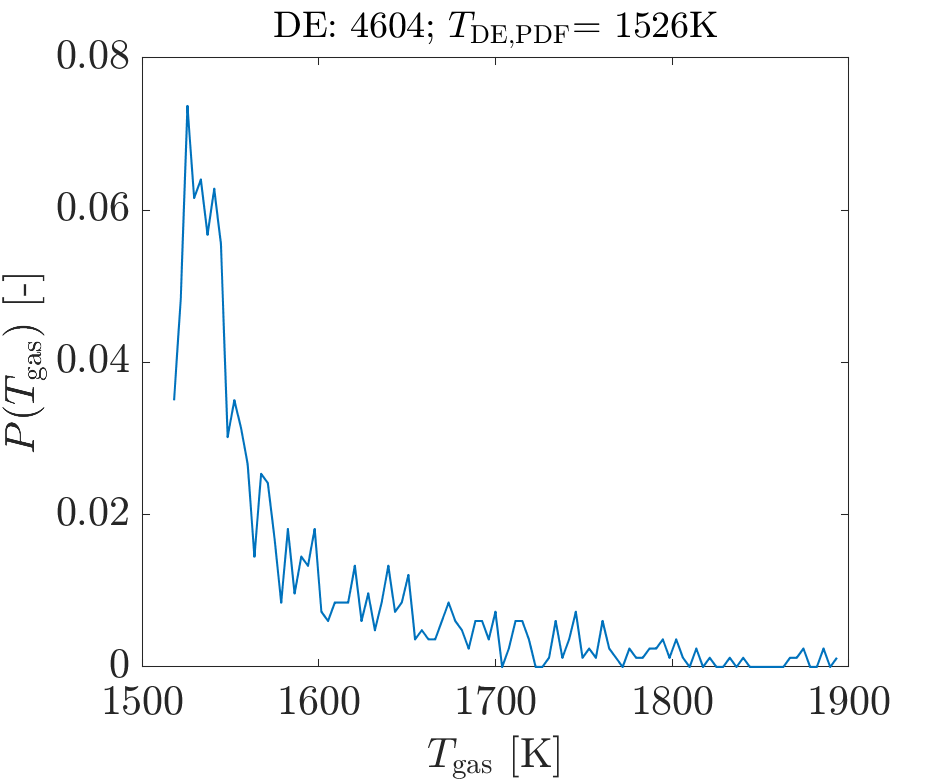 DE: 4604; T_DE,PDF= 1526K
0.08
0.06
0.04
0.02
0
P(T_gas) [-]
1500 1600 1700 1800 1900
T_gas [K]